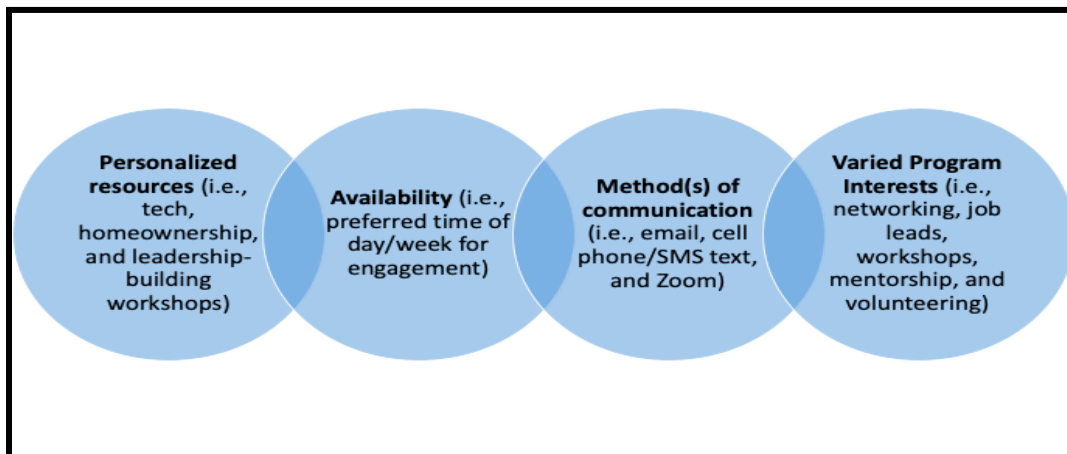 Personalized
resources (i.e.,
tech,
homeownership,
and leadership-
building
workshops)
Availability (i.e.,
preferred time of
day/week for
engagement)
Method(s) of
communication
(i.e., email, cell
phone/SMS text,
and Zoom)
Varied Program
Interests (i.e.,
networking, job
leads,
workshops,
mentorship, and
volunteering)